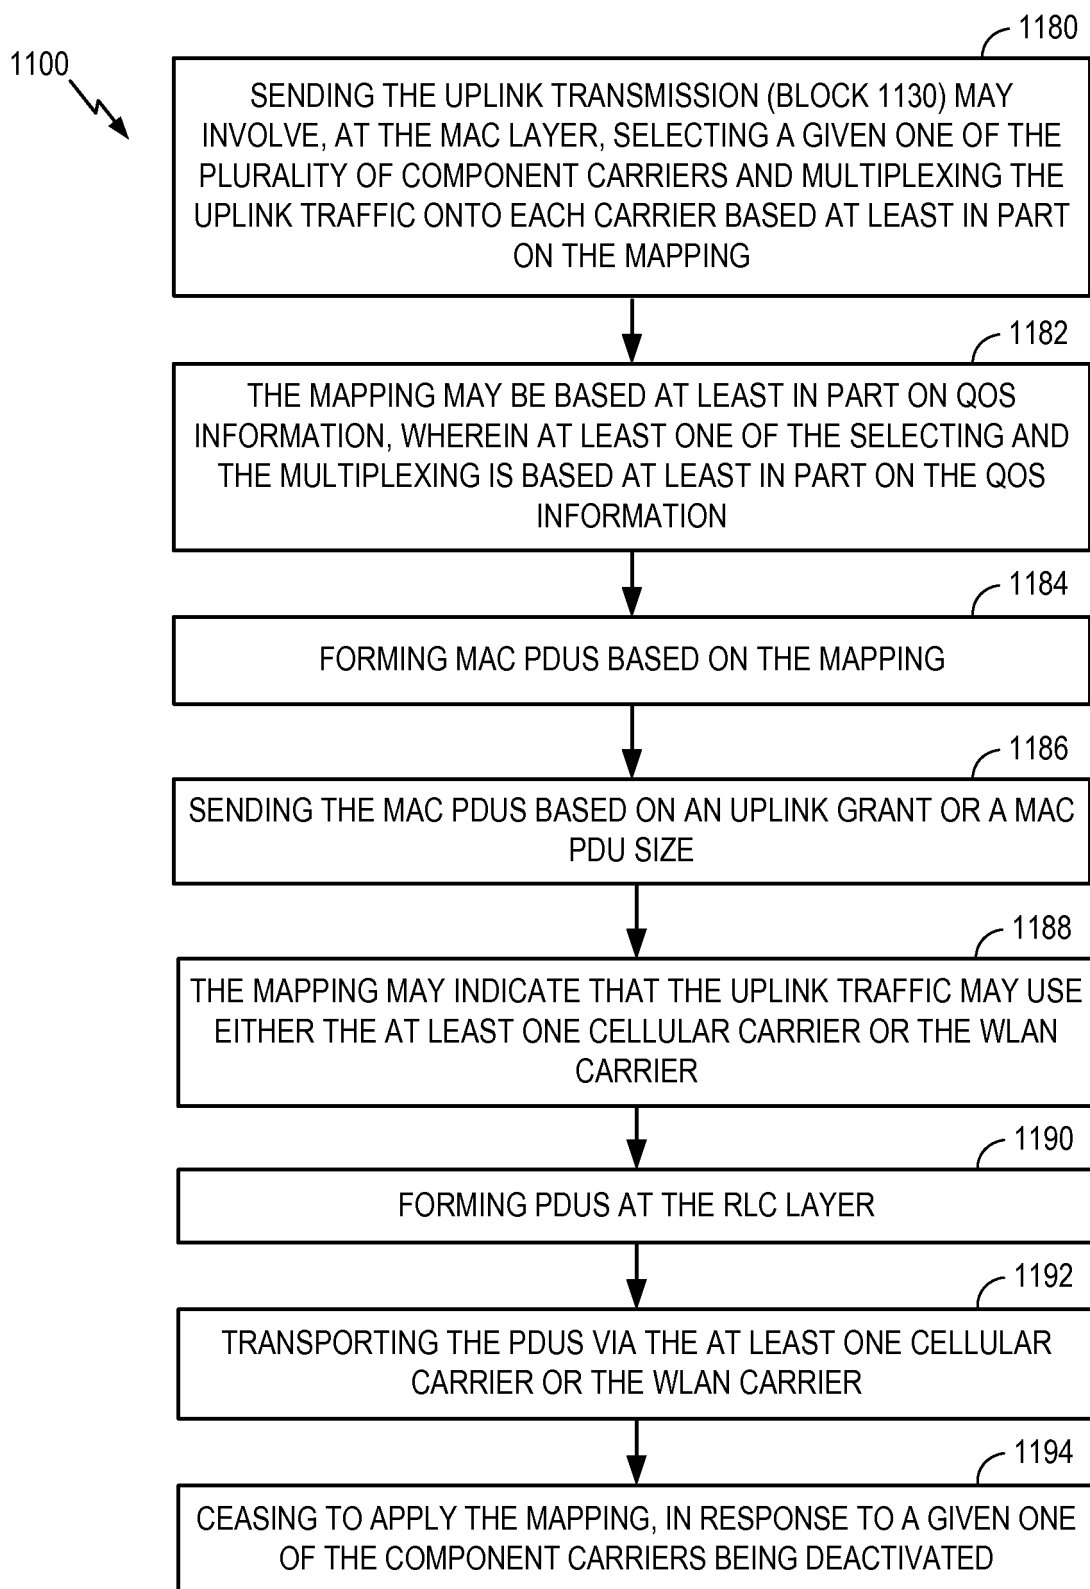 1100
1180
SENDING THE UPLINK TRANSMISSION (BLOCK 1130) MAY
INVOLVE, AT THE MAC LAYER, SELECTING A GIVEN ONE OF THE
PLURALITY OF COMPONENT CARRIERS AND MULTIPLEXING THE
UPLINK TRAFFIC ONTO EACH CARRIER BASED AT LEAST IN PART
ON THE MAPPING
1182
THE MAPPING MAY BE BASED AT LEAST IN PART ON QOS
INFORMATION, WHEREIN AT LEAST ONE OF THE SELECTING AND
THE MULTIPLEXING IS BASED AT LEAST IN PART ON THE QOS
INFORMATION
1184
FORMING MAC PDUS BASED ON THE MAPPING
1186
SENDING THE MAC PDUS BASED ON AN UPLINK GRANT OR A MAC
PDU SIZE
1188
THE MAPPING MAY INDICATE THAT THE UPLINK TRAFFIC MAY USE
EITHER THE AT LEAST ONE CELLULAR CARRIER OR THE WLAN
CARRIER
1190
FORMING PDUS AT THE RLC LAYER
1192
TRANSPORTING THE PDUS VIA THE AT LEAST ONE CELLULAR
CARRIER OR THE WLAN CARRIER
1194
CEASING TO APPLY THE MAPPING, IN RESPONSE TO A GIVEN ONE
OF THE COMPONENT CARRIERS BEING DEACTIVATED